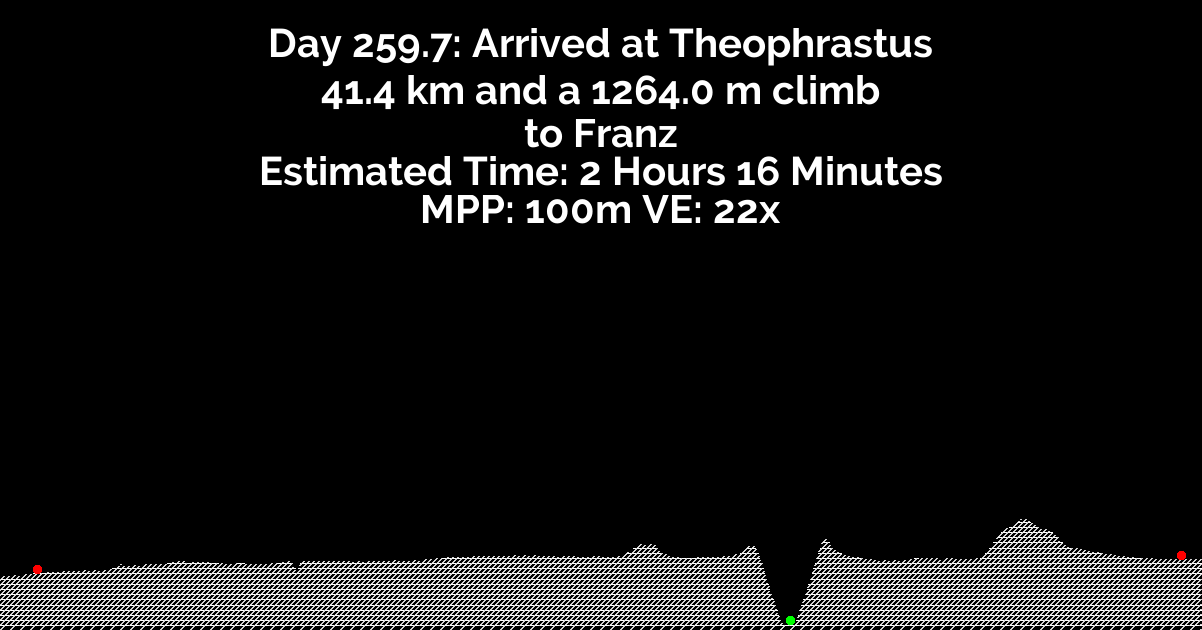 Day 259.7: Arrived at Theophrastus
41.4 km and a 1264.0 m climb
to Franz
Estimated Time: 2 Hours 16 Minutes
MPP: 100m VE: 22x